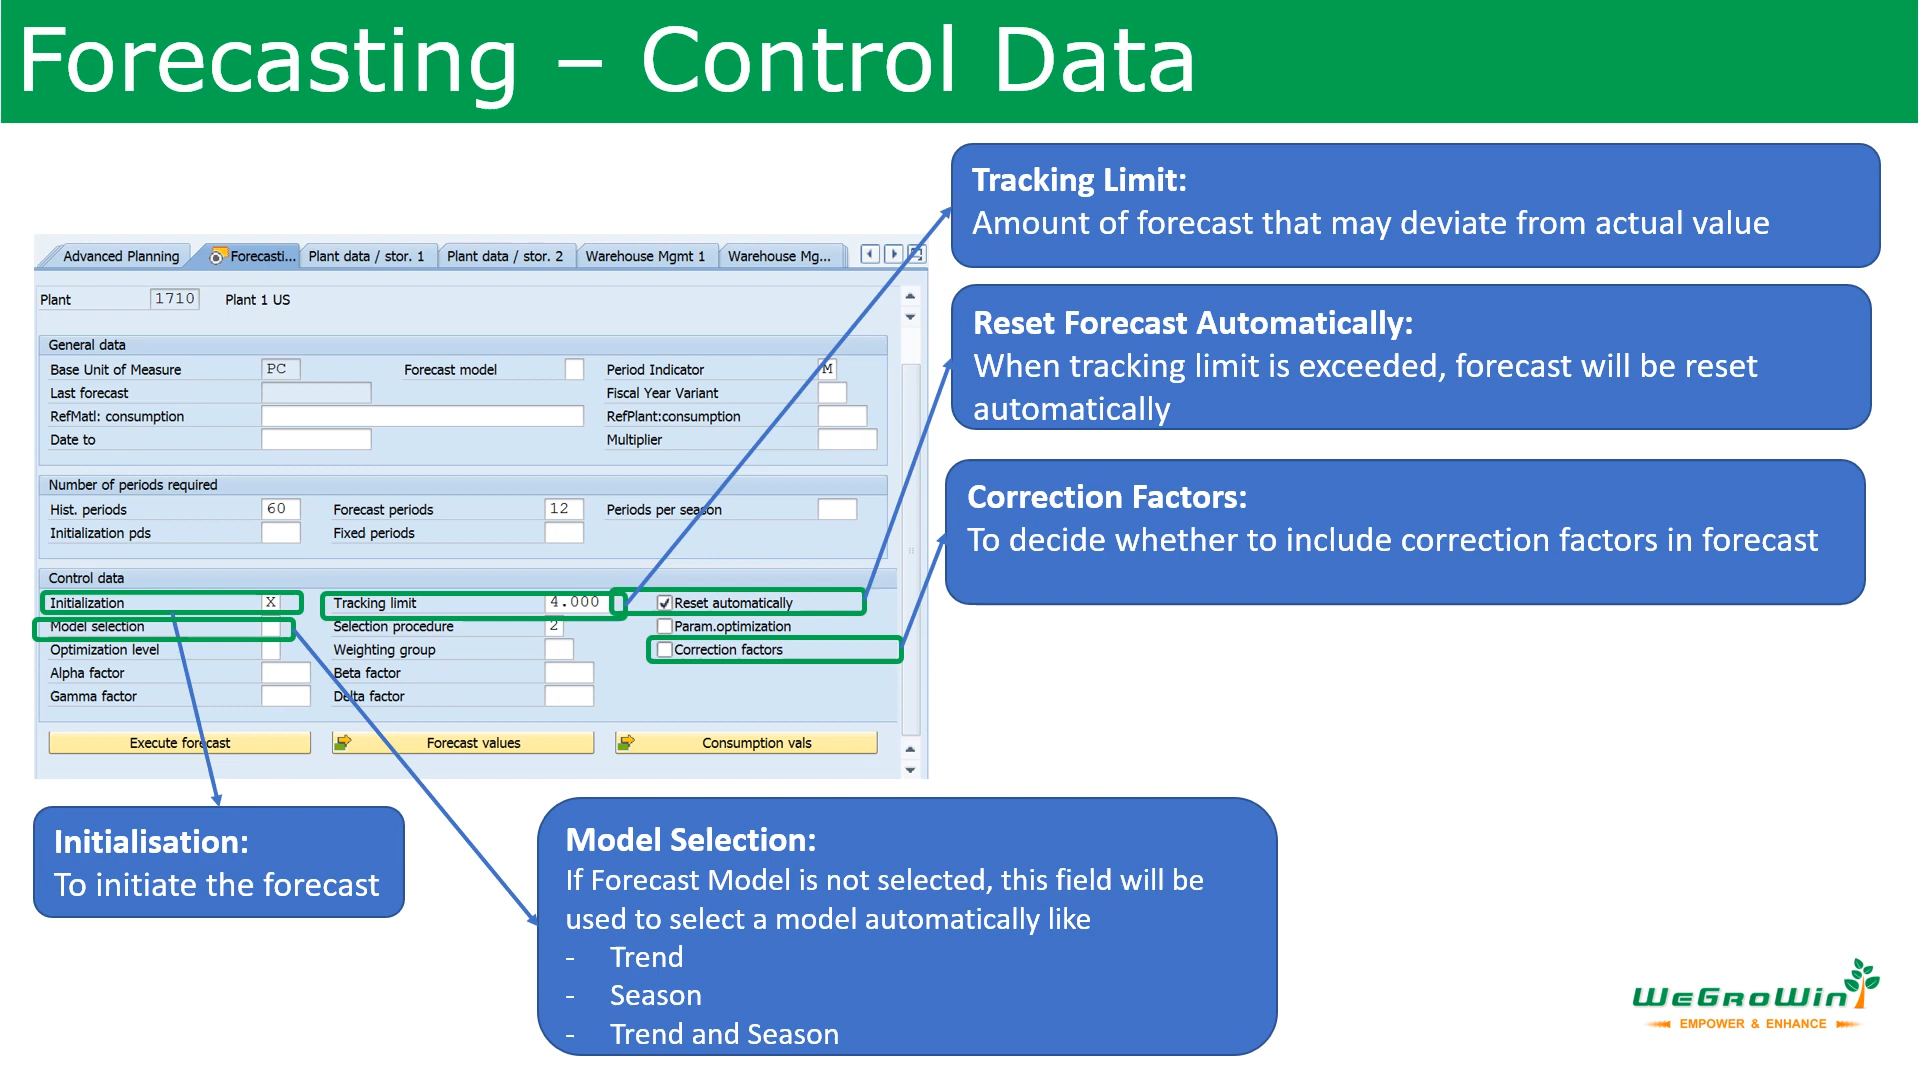 Forecasting – Control Data
Tracking Limit:
Amount of forecast that may deviate from actual value
Reset Forecast Automatically:
When tracking limit is exceeded, forecast will be reset
automatically
Correction Factors:
To decide whether to include correction factors in forecast
Advanced Planning Forecasti... Plant data / stor. 1 Plant data / stor. 2 Warehouse Mgmt 1 Warehouse Mg...
Plant 1710 Plant 1 US
General data
Base Unit of Measure PC Forecast model Period Indicator M
Last forecast Fiscal Year Variant
RefMatl: consumption RefPlant:consumption
Date to Multiplier
Number of periods required
Hist. periods 60 Forecast periods 12 Periods per season
Initialization pds Fixed periods
Control data
Initialization X Tracking limit 4.000 Reset automatically
Model selection Selection procedure 2 Param.optimization
Optimization level Weighting group Correction factors
Alpha factor Beta factor
Gamma factor Delta factor
Execute forecast Forecast values Consumption vals
Initialisation:
To initiate the forecast
Model Selection:
If Forecast Model is not selected, this field will be
used to select a model automatically like
- Trend
- Season
- Trend and Season
WeGroWin
EMPOWER & ENHANCE